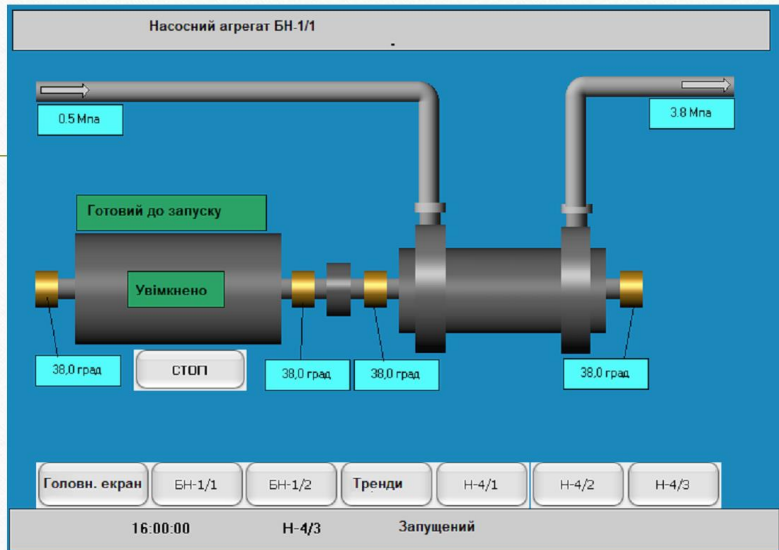 Насосний агрегат БН-1/1
0.5 Мпа
3.8 Мпа
Готовий до запуску
Увімкнено
38,0 град
СТОП
38,0 град
38,0 град
38,0 град
Головн. екран
БН-1/1
БН-1/2
Тренди
Н-4/1
Н-4/2
Н-4/3
16:00:00 Н-4/3 Запущений